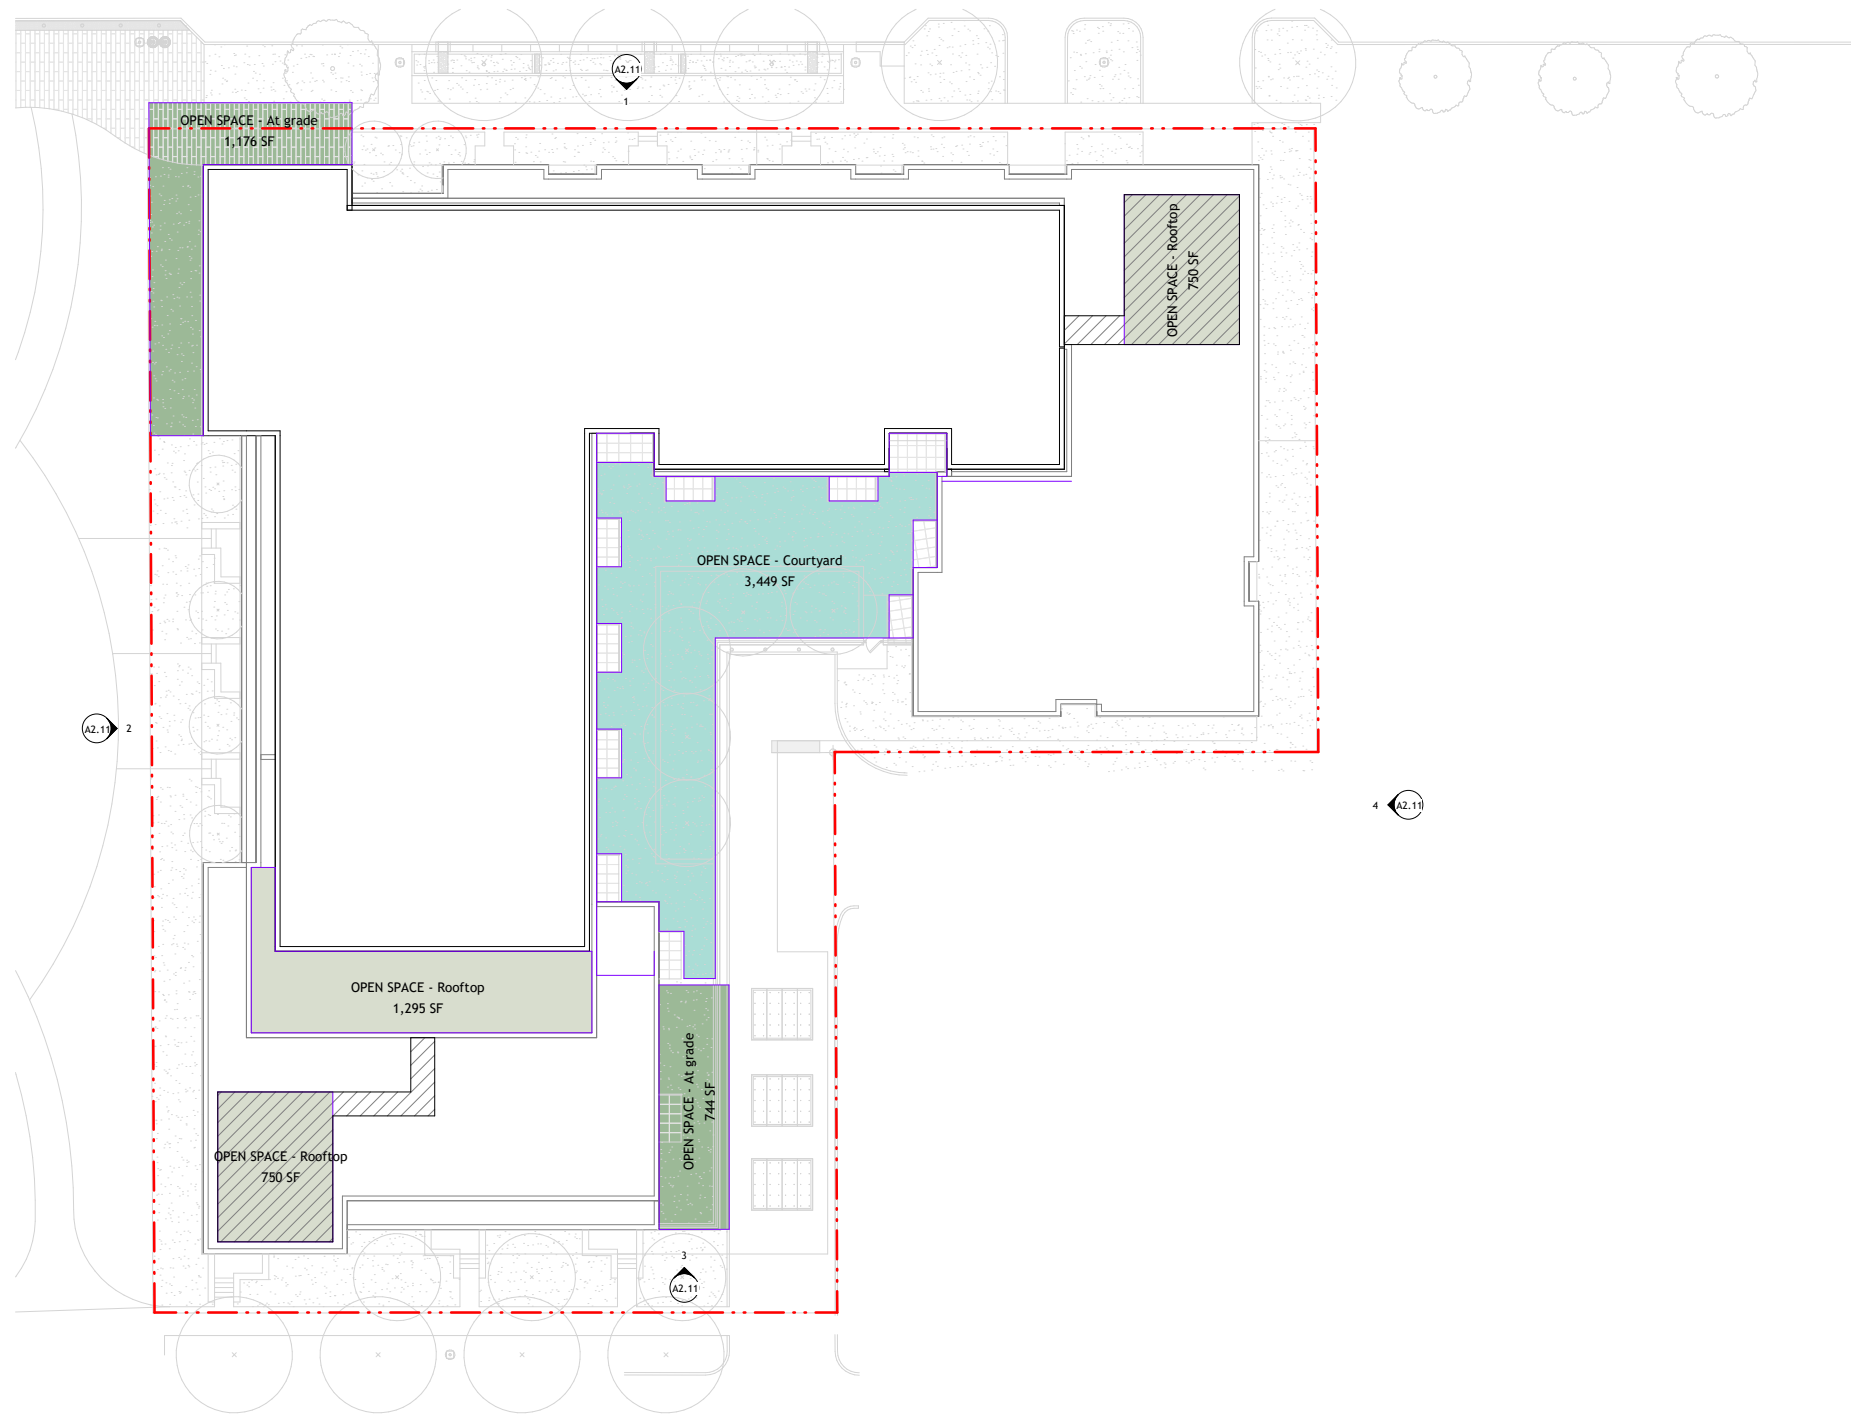 A2.11
1
OPEN SPACE - At grade
1,176 SF
OPEN SPACE - Rooftop
750 SF
OPEN SPACE - Courtyard
3,449 SF
A2.11
2
4
A2.11
OPEN SPACE - Rooftop
1,295 SF
OPEN SPACE - At grade
744 SF
OPEN SPACE - Rooftop
750 SF
3
A2.11